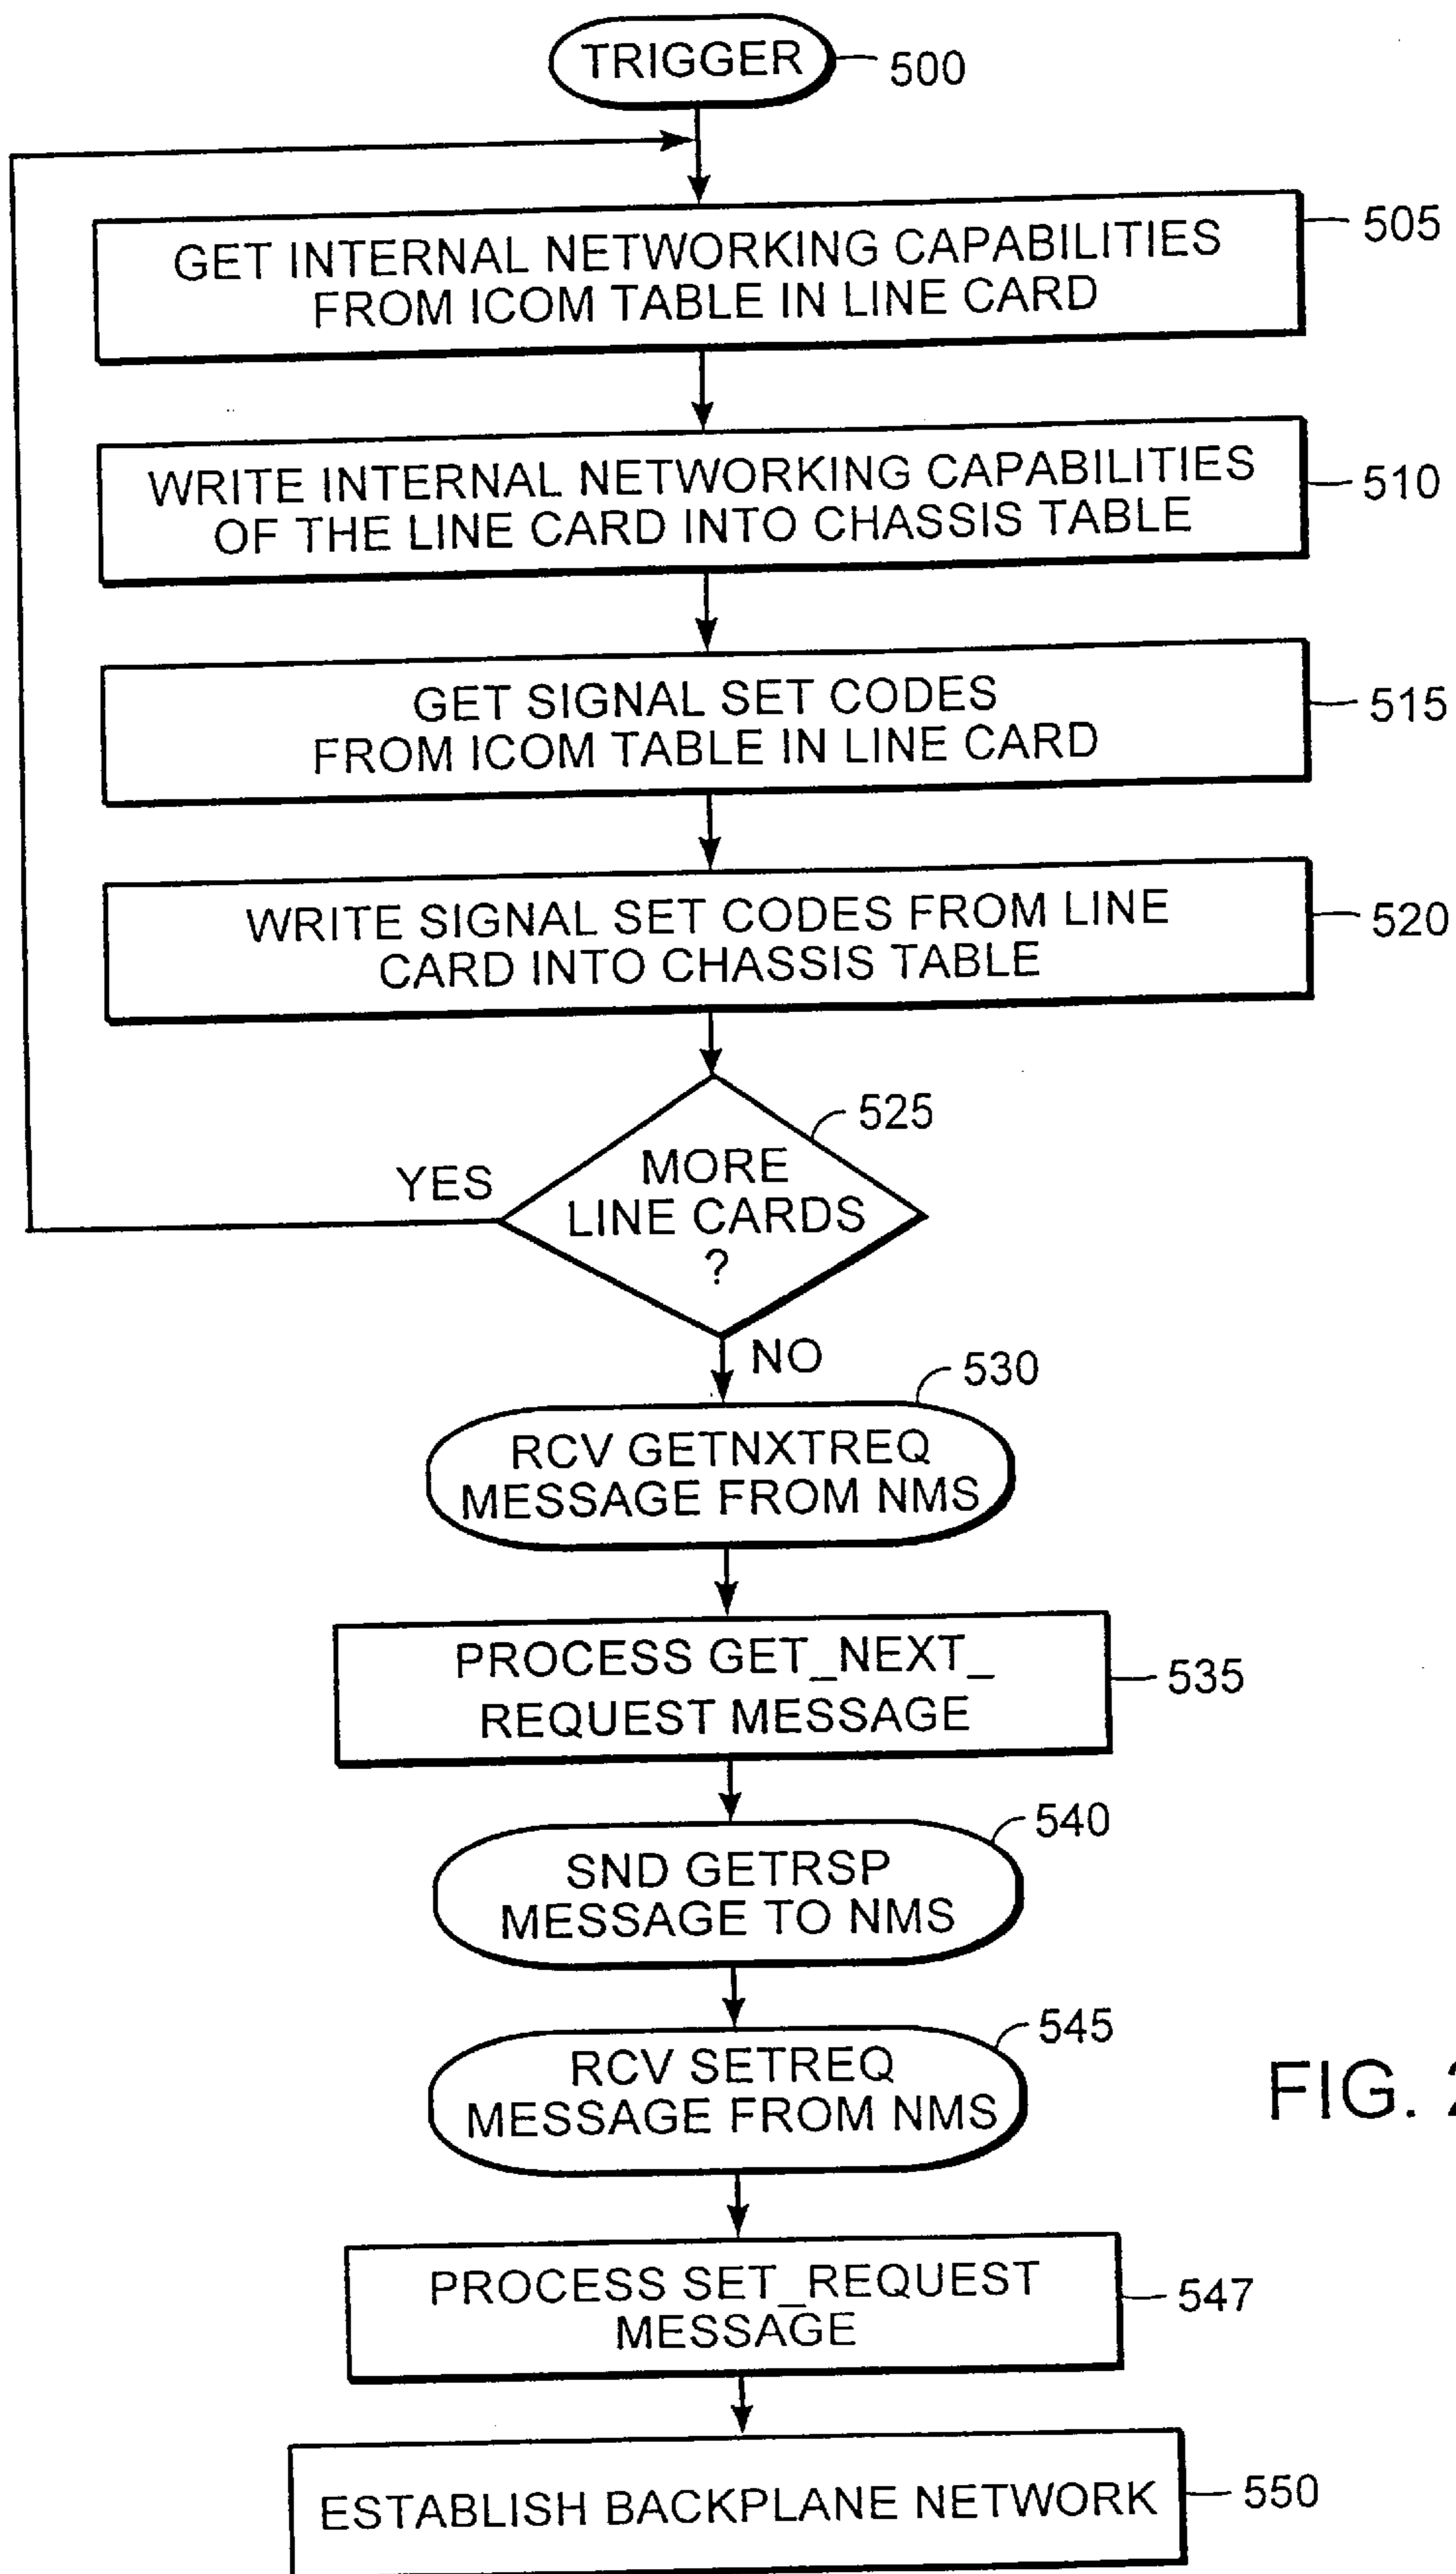 TRIGGER
500
GET INTERNAL NETWORKING CAPABILITIES
FROM ICOM TABLE IN LINE CARD
505
WRITE INTERNAL NETWORKING CAPABILITIES
OF THE LINE CARD INTO CHASSIS TABLE
510
GET SIGNAL SET CODES
FROM ICOM TABLE IN LINE CARD
515
WRITE SIGNAL SET CODES FROM LINE
CARD INTO CHASSIS TABLE
520
525
YES
MORE
LINE CARDS
?
NO
530
RCV GETNXTREQ
MESSAGE FROM NMS
PROCESS GET_NEXT_
REQUEST MESSAGE
535
540
SND GETRSP
MESSAGE TO NMS
545
RCV SETREQ
MESSAGE FROM NMS
FIG.
PROCESS SET_REQUEST
MESSAGE
547
ESTABLISH BACKPLANE NETWORK
550